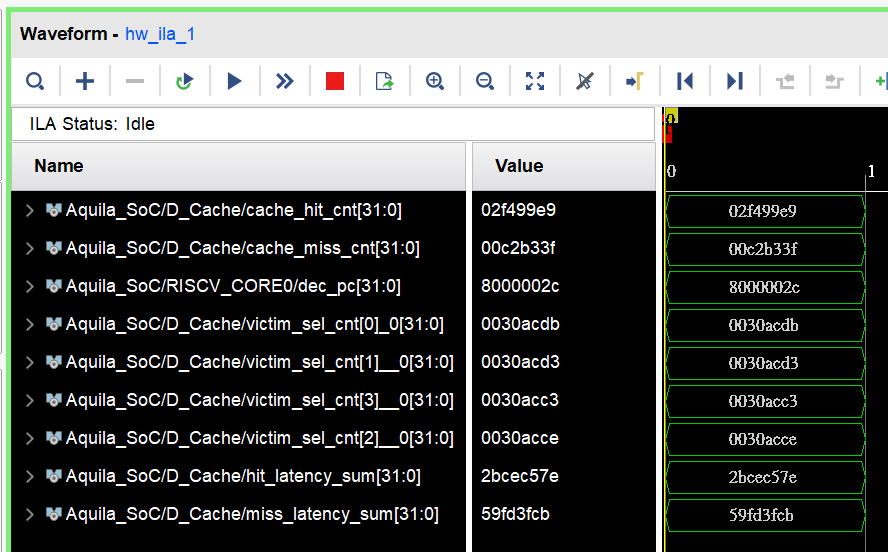 Waveform - hw_ila_1
ILA Status: Idle
Name Value
0
0 1
Aquila_SoC/D_Cache/cache_hit_cnt[31:0] 02f499e9 02f499e9
Aquila_SoC/D_Cache/cache_miss_cnt[31:0] 00c2b33f 00c2b33f
Aquila_SoC/RISCV_CORE0/dec_pc[31:0] 8000002c 8000002c
Aquila_SoC/D_Cache/victim_sel_cnt[0]_0[31:0] 0030acdb 0030acdb
Aquila_SoC/D_Cache/victim_sel_cnt[1]__0[31:0] 0030acd3 0030acd3
Aquila_SoC/D_Cache/victim_sel_cnt[3]__0[31:0] 0030acc3 0030acc3
Aquila_SoC/D_Cache/victim_sel_cnt[2]__0[31:0] 0030acce 0030acce
Aquila_SoC/D_Cache/hit_latency_sum[31:0] 2bcec57e 2bcec57e
Aquila_SoC/D_Cache/miss_latency_sum[31:0] 59fd3fcb 59fd3fcb